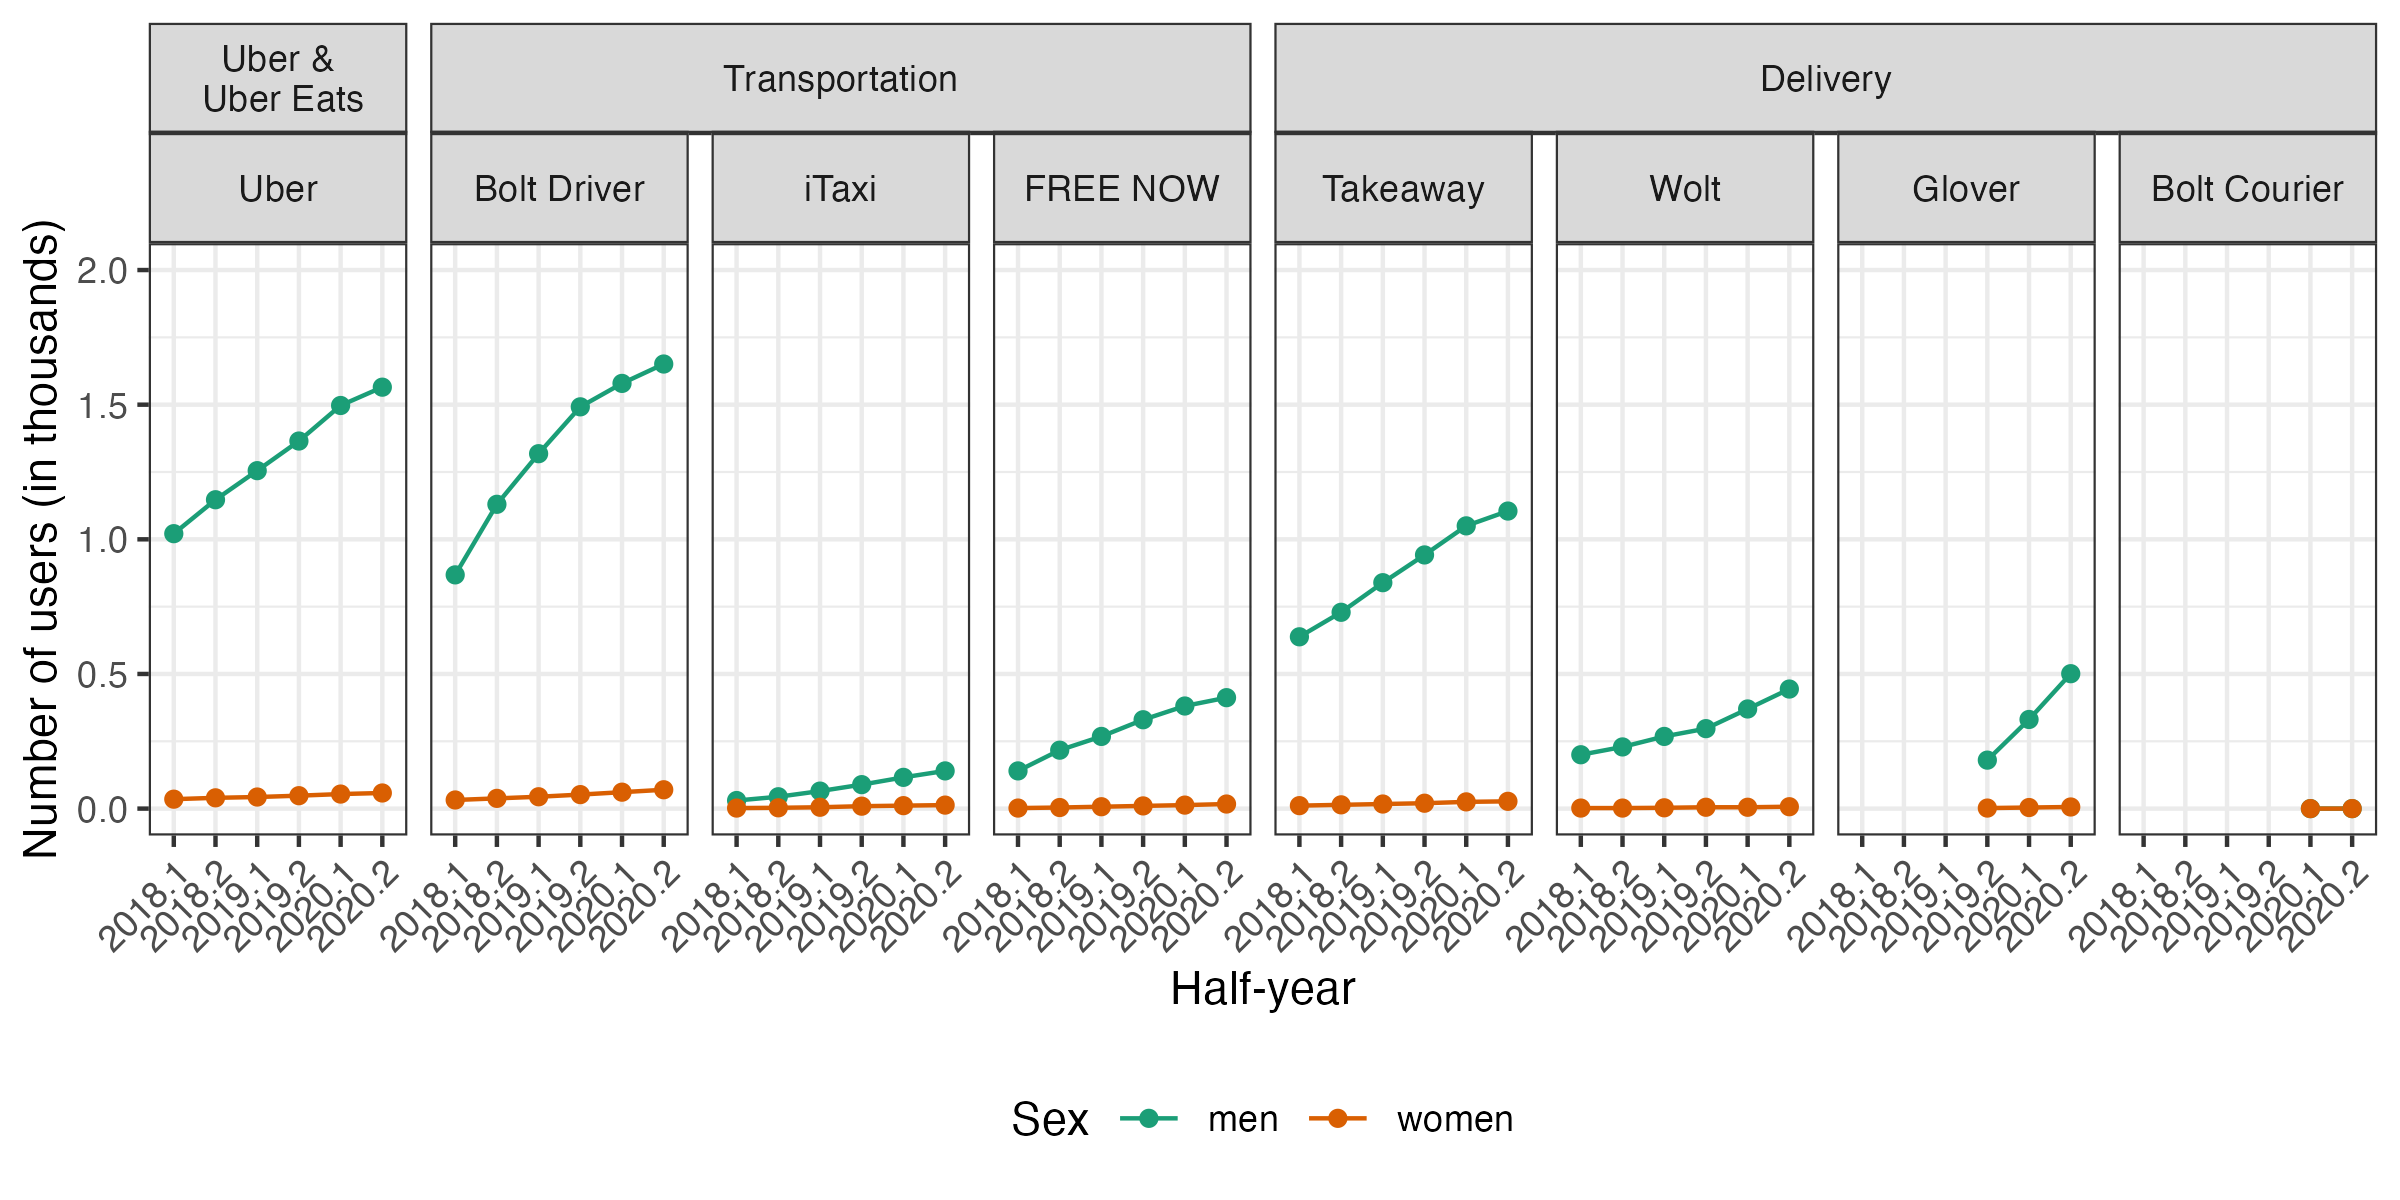 Uber &
Uber Eats
Transportation
Delivery
Uber
Bolt Driver
iTaxi
FREE NOW
Takeaway
Wolt
Glover
Bolt Courier
Number of users (in thousands)
2.0
1.5
1.0
0.5
0.0
2018.1 2018.2 2019.1 2019.2 2020.1 2020.2
2018.1 2018.2 2019.1 2019.2 2020.1 2020.2
2018.1 2018.2 2019.1 2019.2 2020.1 2020.2
2018.1 2018.2 2019.1 2019.2 2020.1 2020.2
2018.1 2018.2 2019.1 2019.2 2020.1 2020.2
2018.1 2018.2 2019.1 2019.2 2020.1 2020.2
2018.1 2018.2 2019.1 2019.2 2020.1 2020.2
2018.1 2018.2 2019.1 2019.2 2020.1 2020.2
Half-year
Sex men women